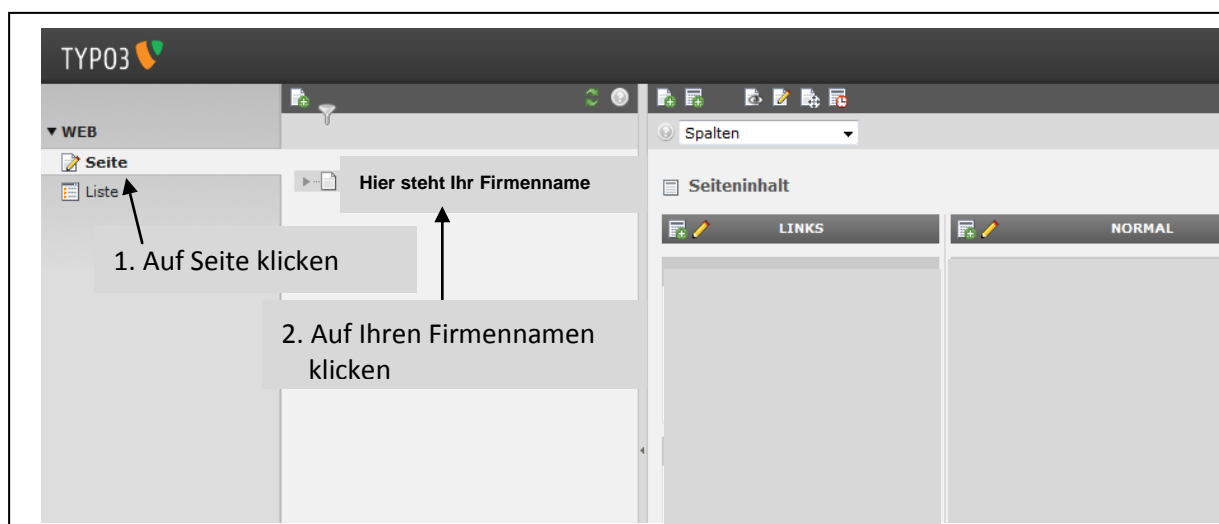 TYPO3
WEB
Spalten
Seite
Liste
Hier steht Ihr Firmenname
Seiteninhalt
LINKS
NORMAL
1. Auf Seite klicken
2. Auf Ihren Firmennamen
klicken